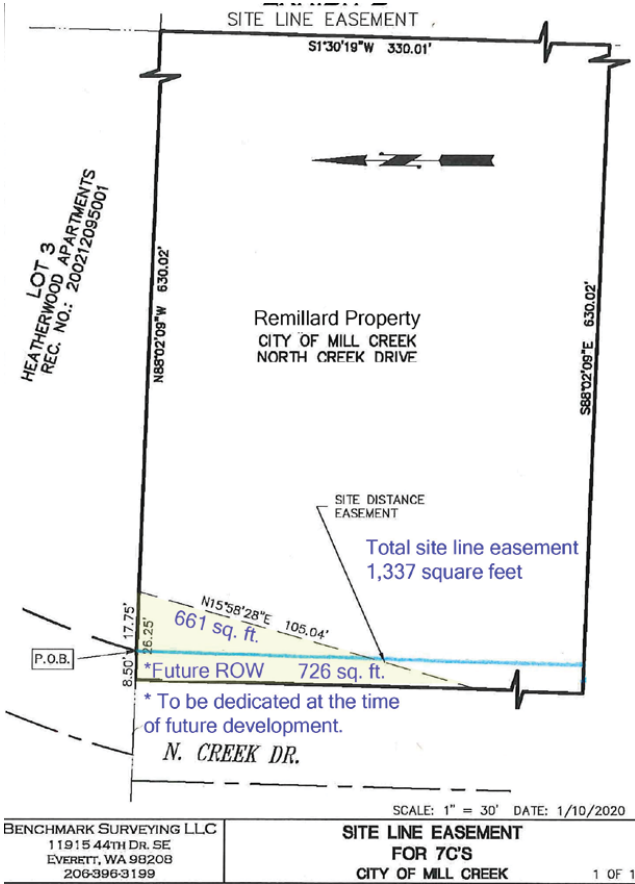 SITE LINE EASEMENT
S1°30'19"W 330.01'
LOT 3
HEATHERWOOD APARTMENTS
REC. NO.: 200212095001
N88°02'09"W 630.02'
Remillard Property
CITY OF MILL CREEK
NORTH CREEK DRIVE
S88°02'09"E 630.02'
SITE DISTANCE
EASEMENT
Total site line easement
1,337 square feet
N15°58'28"E 105.04'
661 sq. ft.
17.75'
26.25'
P.O.B.
8.50'
*Future ROW 726 sq. ft.
* To be dedicated at the time
of future development.
N. CREEK DR.
SCALE: 1" = 30' DATE: 1/10/2020
BENCHMARK SURVEYING LLC
11915 44TH DR. SE
EVERETT, WA 98208
206-396-3199
SITE LINE EASEMENT
FOR 7C'S
CITY OF MILL CREEK
1 OF 1